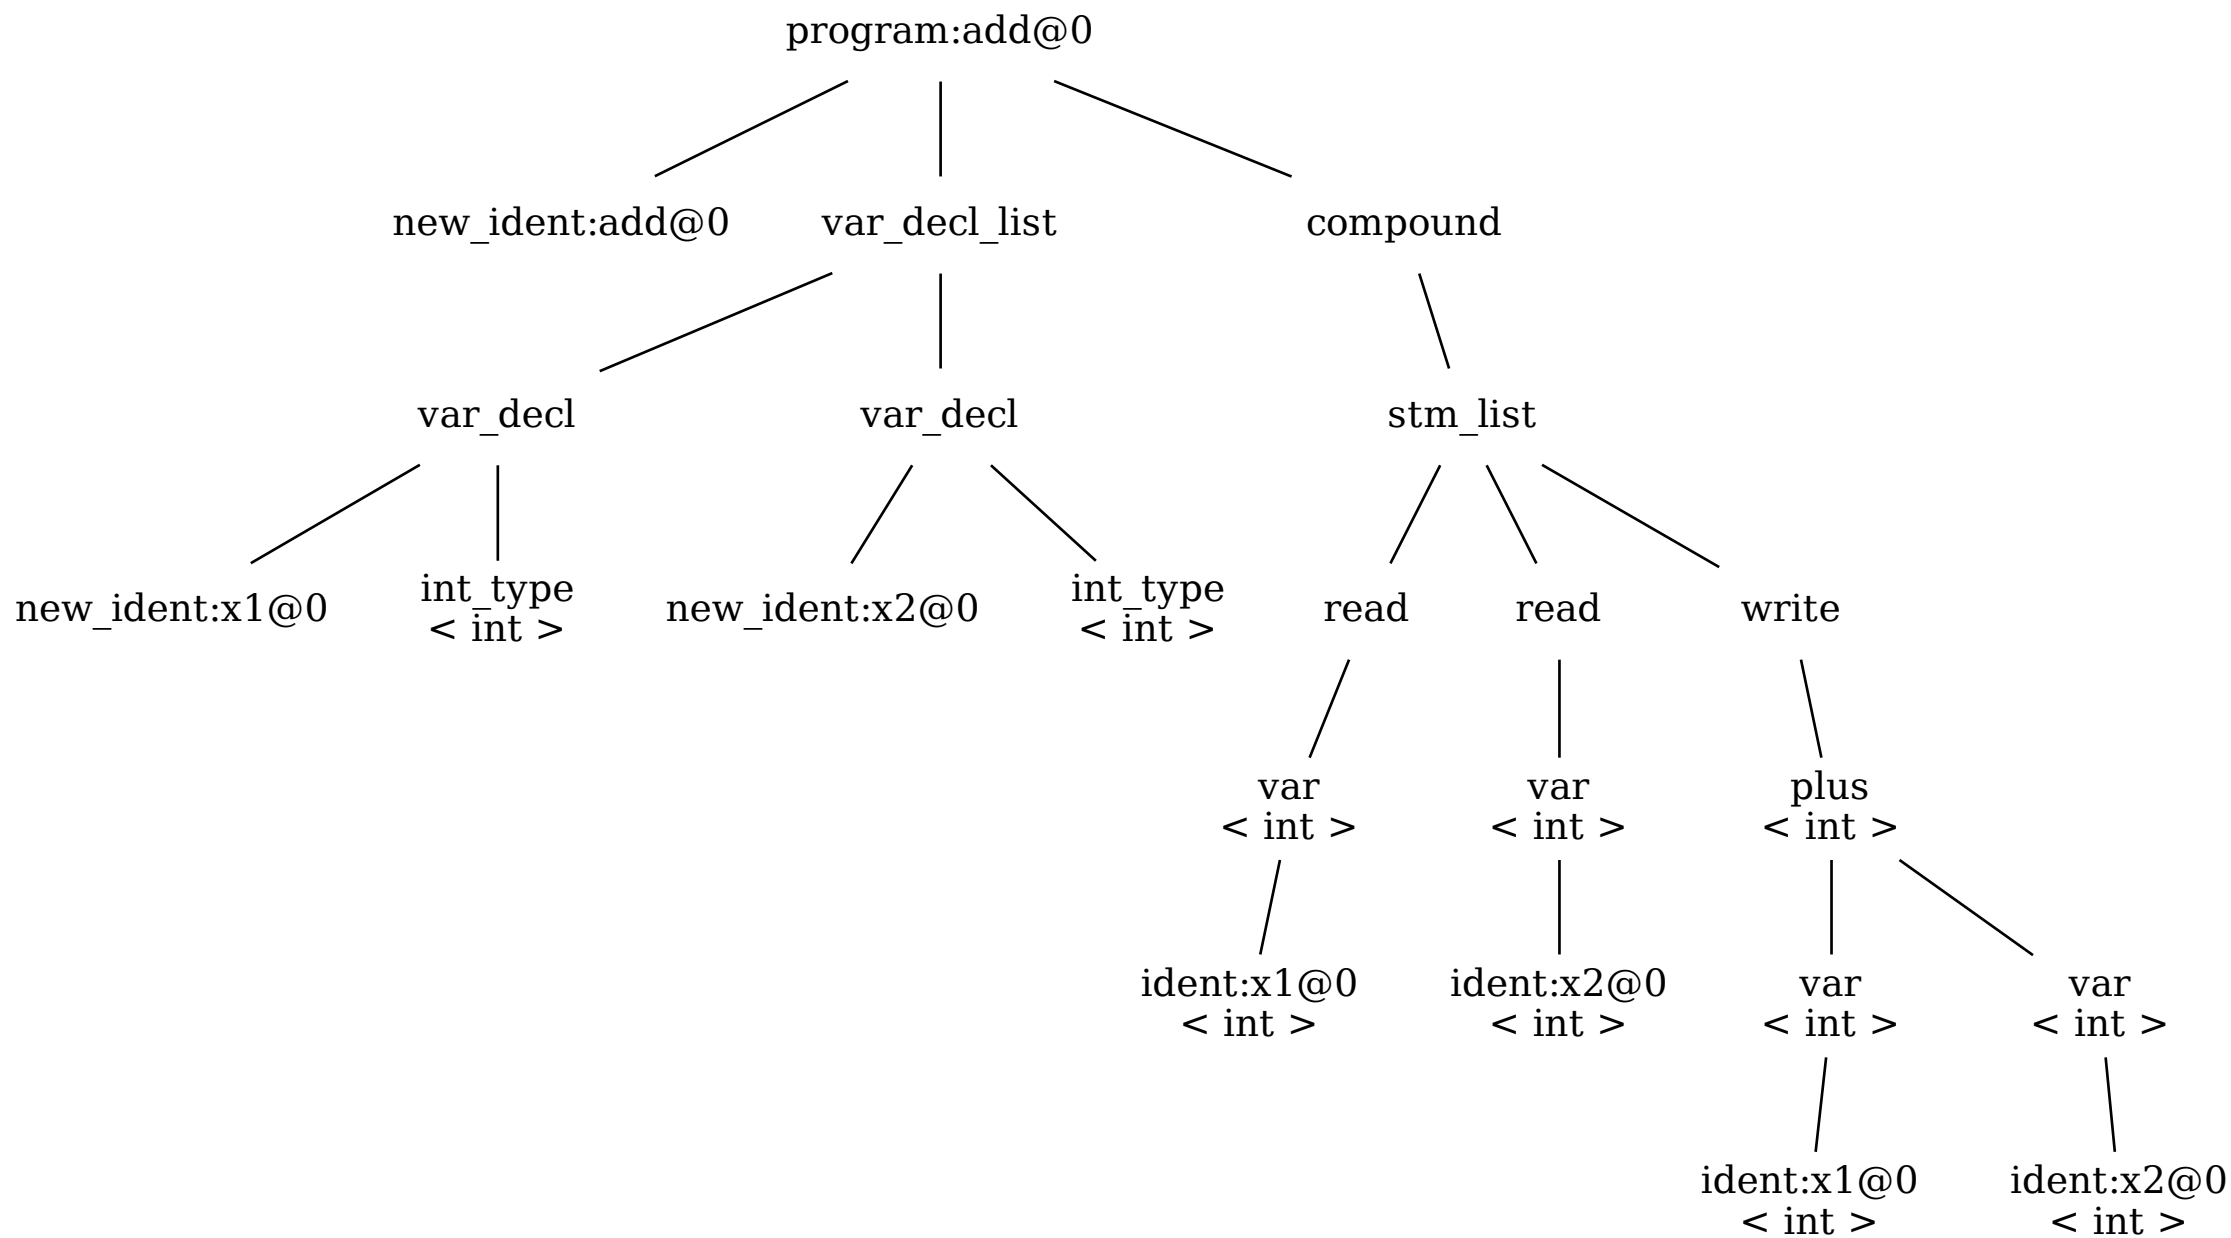 program:add@0
new_ident:add@0
var_decl_list
compound
var_decl
var_decl
stm_list
new_ident:x1@0
int_type
< int >
new_ident:x2@0
int_type
< int >
read
read
write
var
< int >
var
< int >
plus
< int >
ident:x1@0
< int >
ident:x2@0
< int >
var
< int >
var
< int >
ident:x1@0
< int >
ident:x2@0
< int >